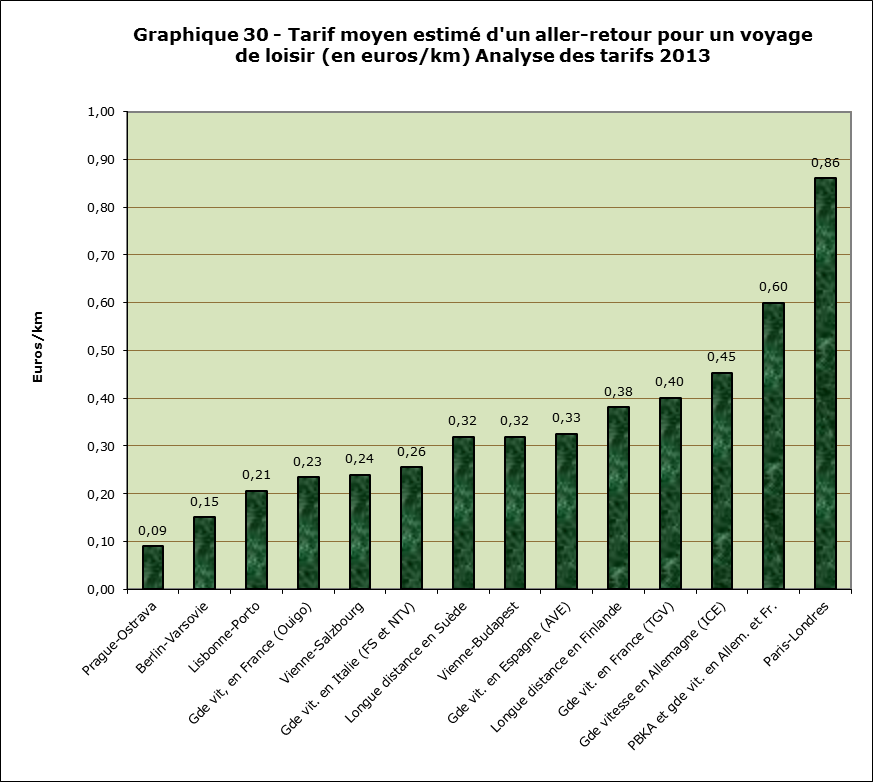 Graphique 30 - Tarif moyen estimé d'un aller-retour pour un voyage
de loisir (en euros/km) Analyse des tarifs 2013
Euros/km
1,00
0,90
0,80
0,70
0,60
0,50
0,40
0,30
0,20
0,10
0,00
0,09
0,15
0,21
0,23
0,24
0,26
0,32
0,32
0,33
0,38
0,40
0,45
0,60
0,86
Prague-Ostrava
Berlin-Varsovie
Lisbonne-Porto
Gde vit, en France (Ouigo)
Vienne-Salzbourg
Gde vit. en Italie (FS et NTV)
Longue distance en Suède
Vienne-Budapest
Gde vit. en Espagne (AVE)
Longue distance en Finlande
Gde vit. en France (TGV)
Gde vitesse en Allemagne (ICE)
PBKA et gde vit. en Allem. et Fr.
Paris-Londres